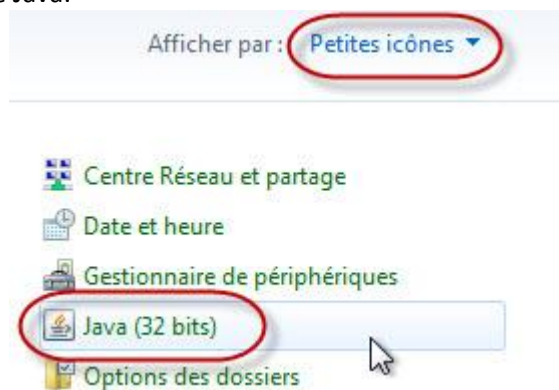 Java.
Afficher par : Petites icônes
Centre Réseau et partage
Date et heure
Gestionnaire de périphériques
Java (32 bits)
Options des dossiers